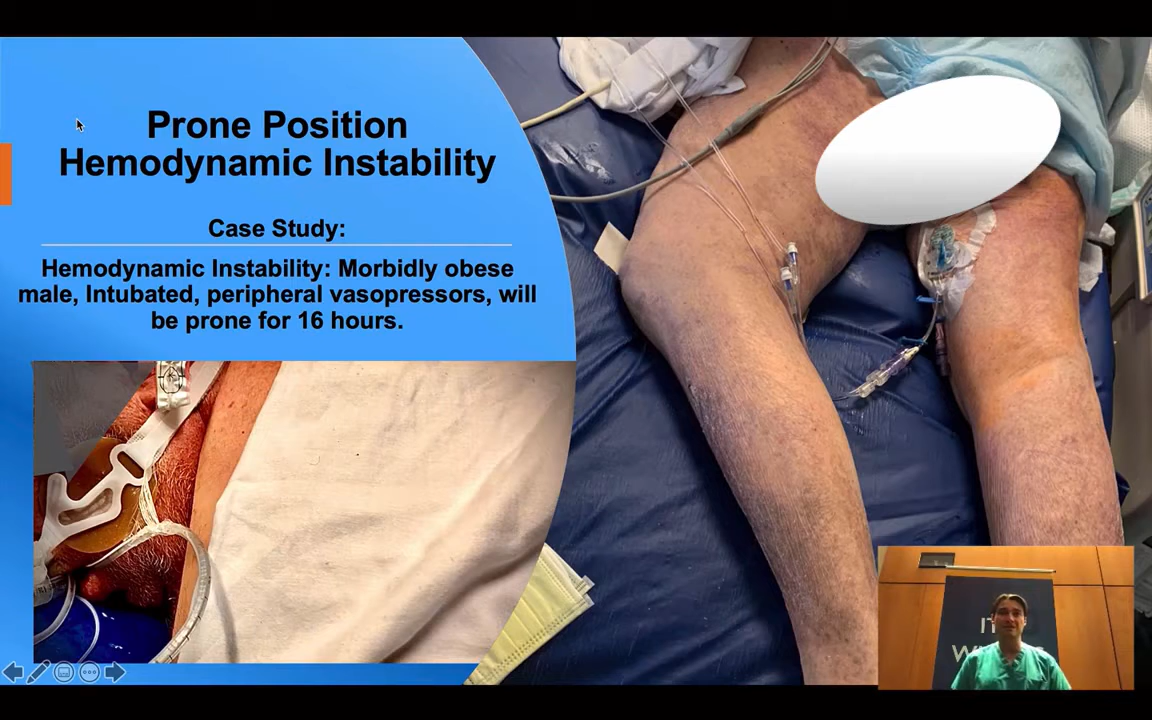 Prone Position
Hemodynamic Instability
Case Study:
Hemodynamic Instability: Morbidly obese
male, Intubated, peripheral vasopressors, will
be prone for 16 hours.